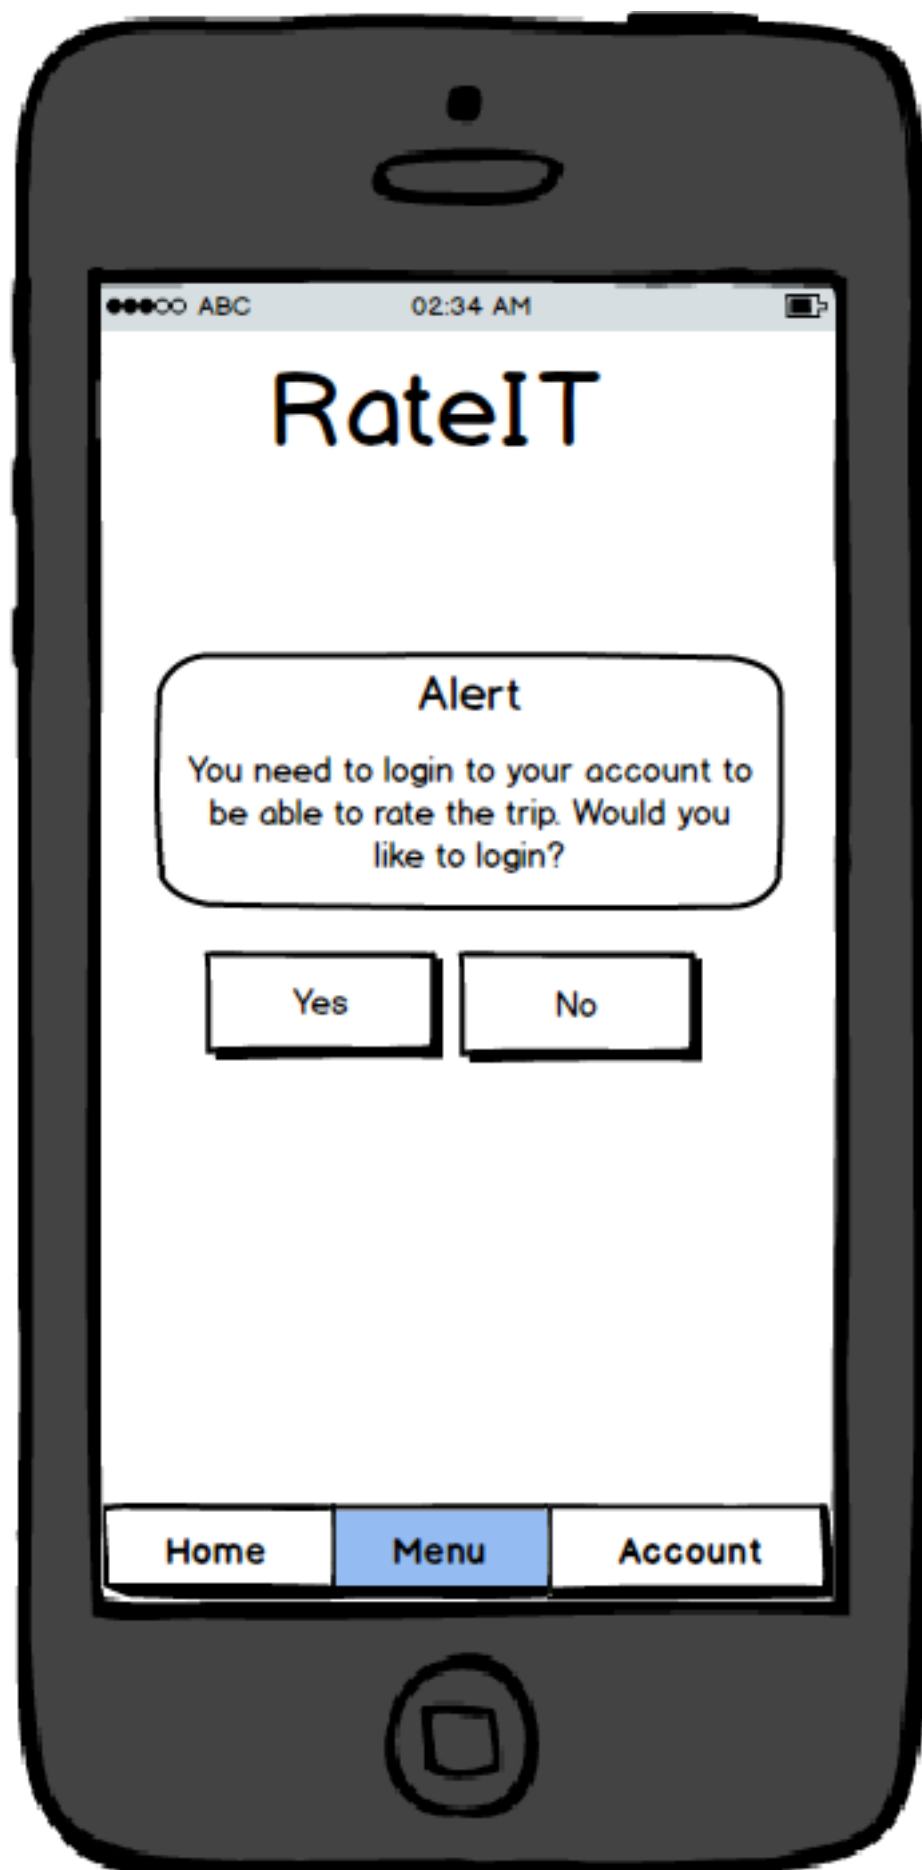 ABC 02:34 AM
RateIT
Alert
You need to login to your account to
be able to rate the trip. Would you
like to login?
Yes No
Home Menu Account